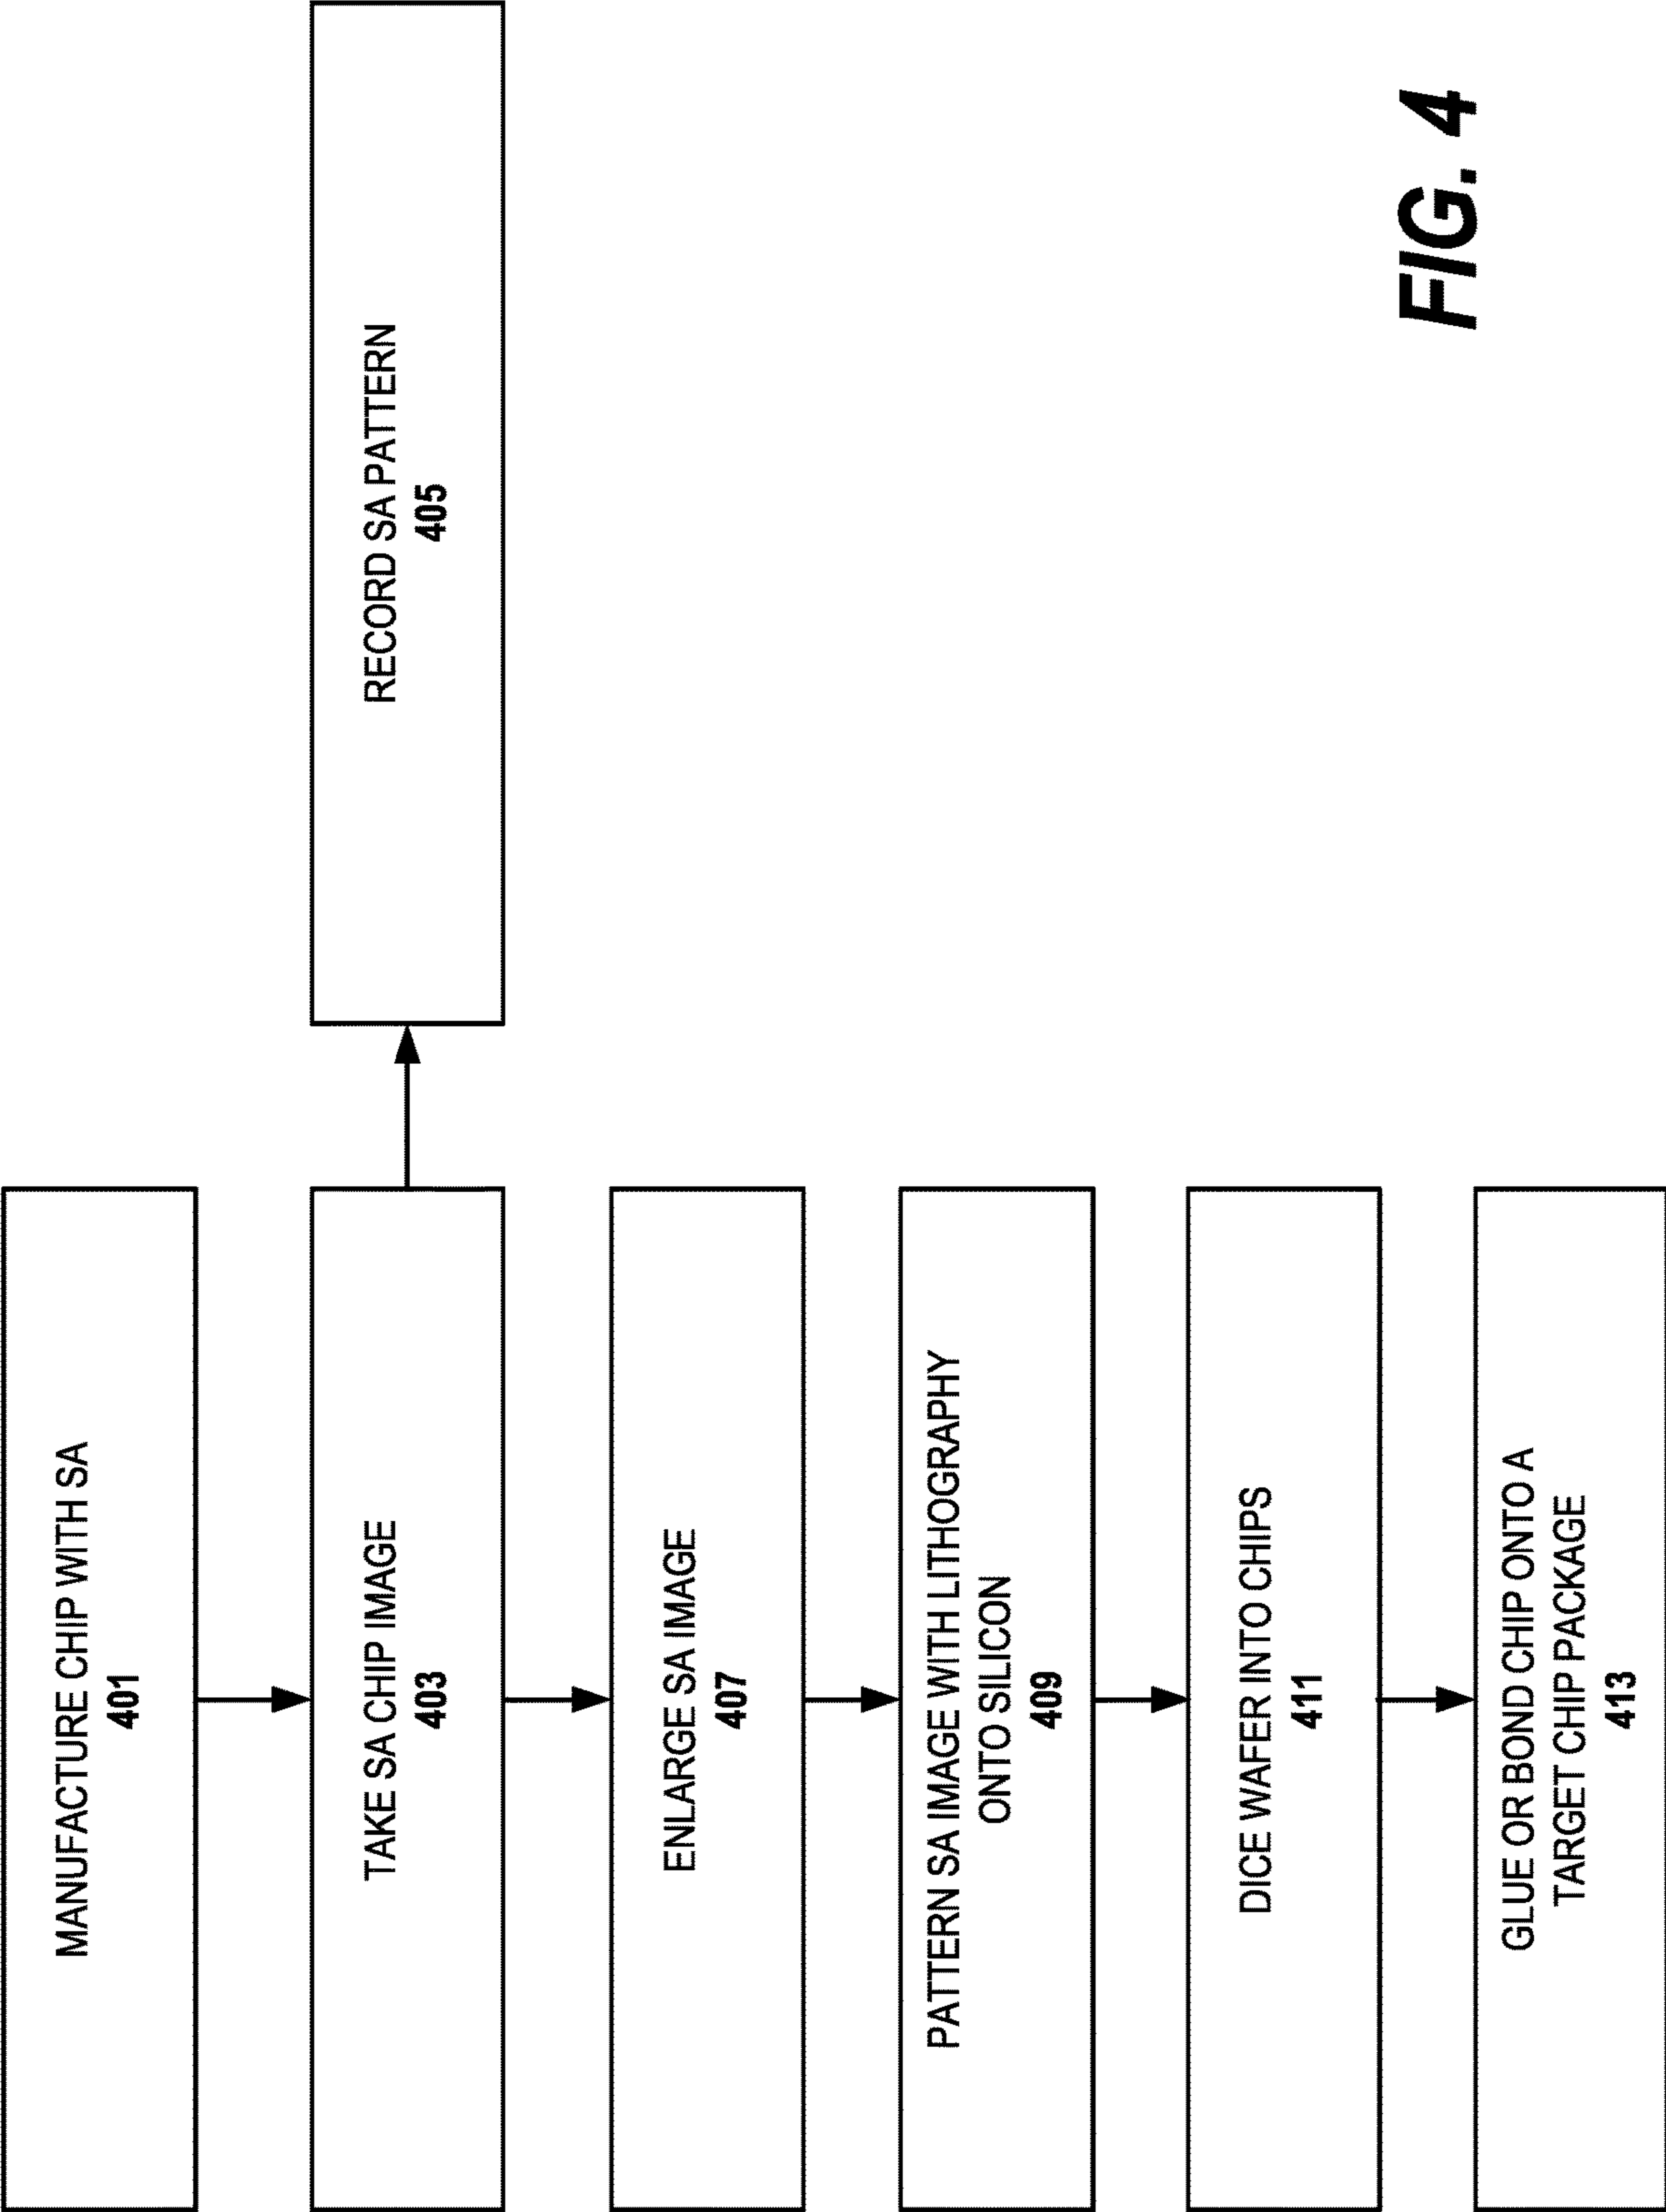 MANUFACTURE CHIP WITH SA
401
TAKE SA CHIP IMAGE
403
RECORD SA PATTERN
405
ENLARGE SA IMAGE
407
PATTERN SA IMAGE WITH LITHOGRAPHY
ONTO SILICON
409
DICE WAFER INTO CHIPS
411
GLUE OR BOND CHIP ONTO A
TARGET CHIP PACKAGE
413
FIG. 4